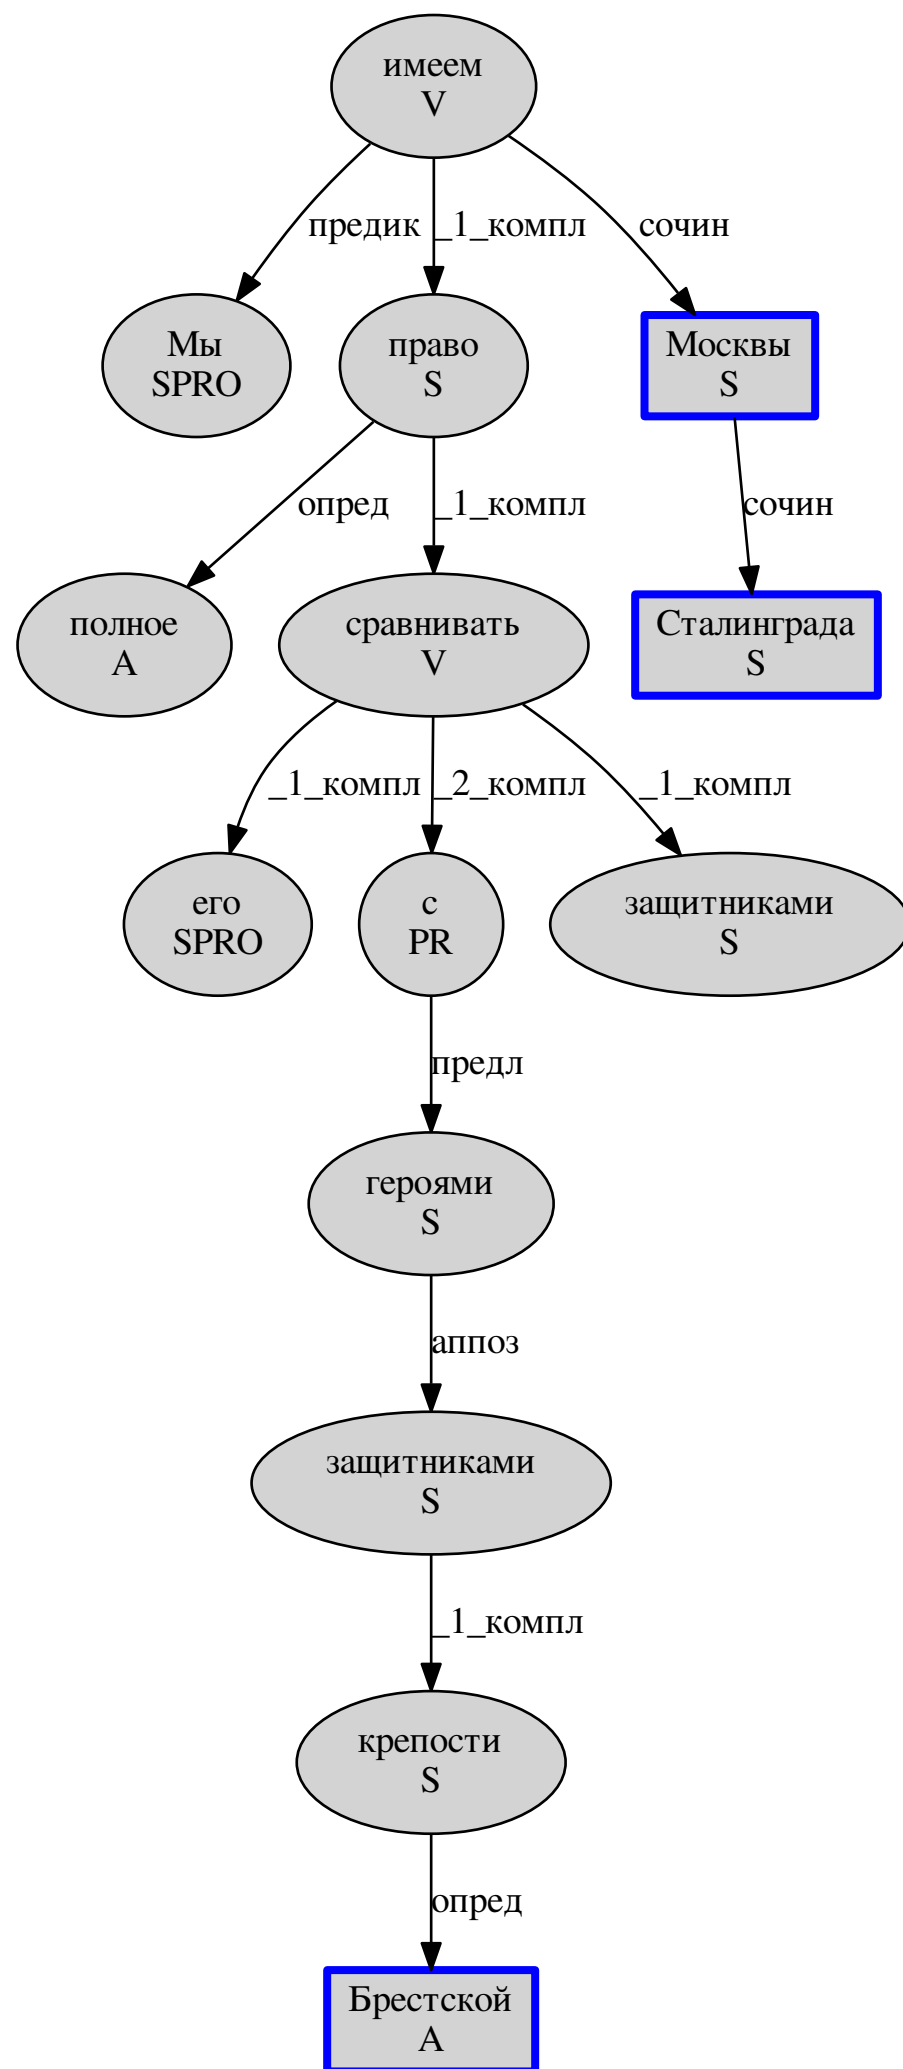 имеем
V
предик
_1_компл
сочин
Мы
SPRO
право
S
Москвы
S
опред
_1_компл
сочин
полное
A
сравнивать
V
Сталинграда
S
_1_компл
_2_компл
_1_компл
его
SPRO
с
PR
защитниками
S
предл
героями
S
аппоз
защитниками
S
_1_компл
крепости
S
опред
Брестской
A